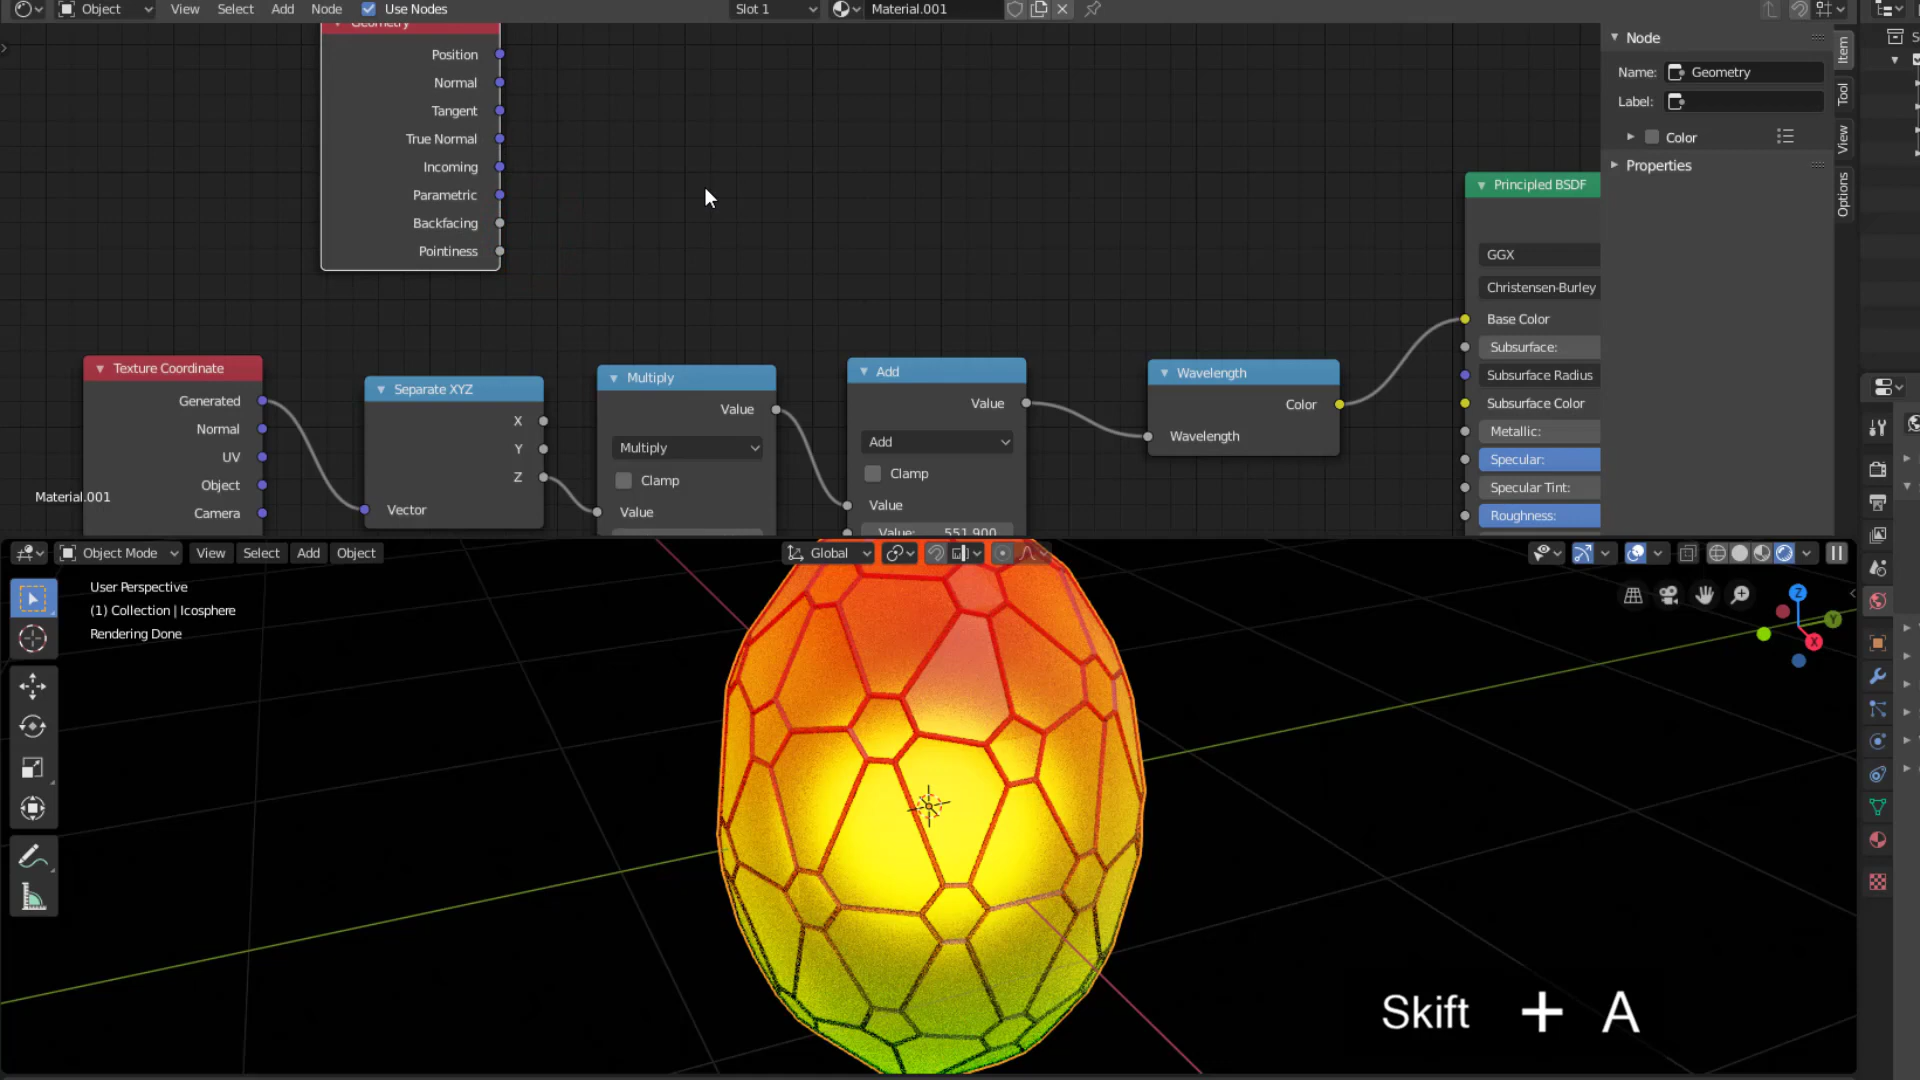 Object View Select Add Node Use Nodes Slot 1 Material.001
Geometry
Position
Normal
Tangent
True Normal
Incoming
Parametric
Backfacing
Pointiness
Node
Name: Geometry
Label:
Color
Properties
Item
Tool
View
Options
Principled BSDF
GGX
Christensen-Burley
Base Color
Subsurface:
Subsurface Radius
Subsurface Color
Metallic:
Specular:
Specular Tint:
Roughness:
Texture Coordinate
Generated
Normal
UV
Object
Camera
Material.001
Separate XYZ
X
Y
Z
Vector
Multiply
Value
Multiply
Clamp
Value
Add
Value
Add
Clamp
Value
Value: 551.900
Wavelength
Color
Wavelength
Object Mode View Select Add Object Global
User Perspective
(1) Collection | Icosphere
Rendering Done
Z
Y
X
Skift + A